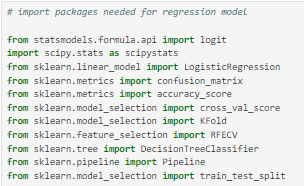 # import packages needed for regression model
from statsmodels.formula.api import logit
import scipy.stats as scipystats
from sklearn.linear_model import LogisticRegression
from sklearn.metrics import confusion_matrix
from sklearn.metrics import accuracy_score
from sklearn.model_selection import cross_val_score
from sklearn.model_selection import KFold
from sklearn.feature_selection import RFECV
from sklearn.tree import DecisionTreeClassifier
from sklearn.pipeline import Pipeline
from sklearn.model_selection import train_test_split